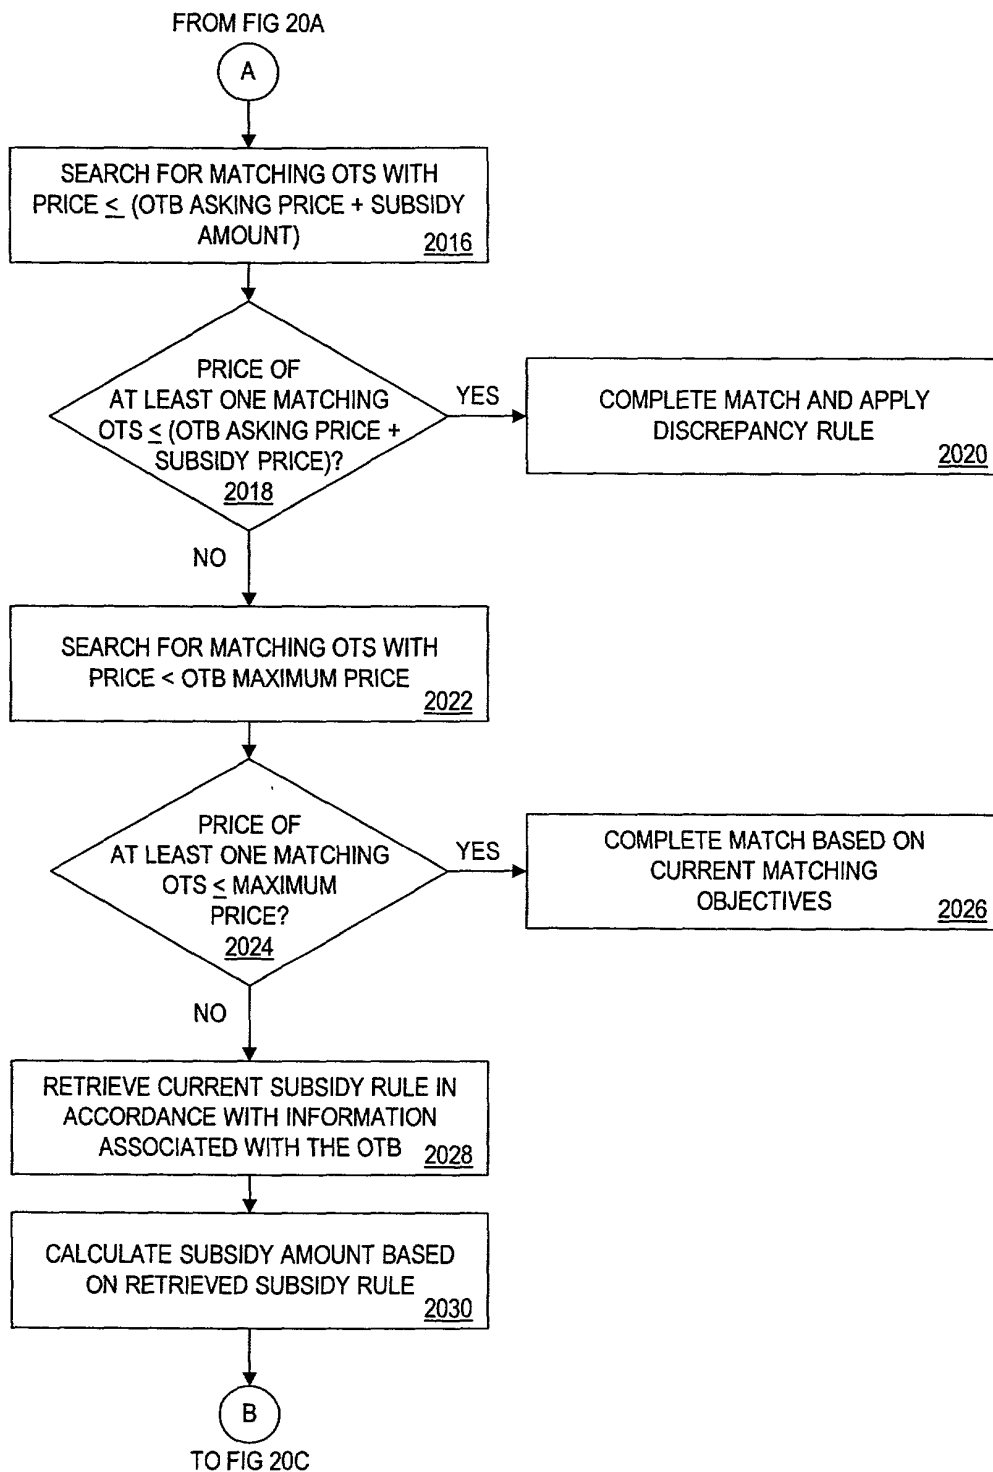 FROM FIG 20A
A
SEARCH FOR MATCHING OTS WITH
PRICE ≤ (OTB ASKING PRICE + SUBSIDY
AMOUNT)
2016
PRICE OF
AT LEAST ONE MATCHING
OTS ≤ (OTB ASKING PRICE +
SUBSIDY PRICE)?
2018
YES
COMPLETE MATCH AND APPLY
DISCREPANCY RULE
2020
NO
SEARCH FOR MATCHING OTS WITH
PRICE < OTB MAXIMUM PRICE
2022
PRICE OF
AT LEAST ONE MATCHING
OTS ≤ MAXIMUM
PRICE?
2024
YES
COMPLETE MATCH BASED ON
CURRENT MATCHING
OBJECTIVES
2026
NO
RETRIEVE CURRENT SUBSIDY RULE IN
ACCORDANCE WITH INFORMATION
ASSOCIATED WITH THE OTB
2028
CALCULATE SUBSIDY AMOUNT BASED
ON RETRIEVED SUBSIDY RULE
2030
B
TO FIG 20C